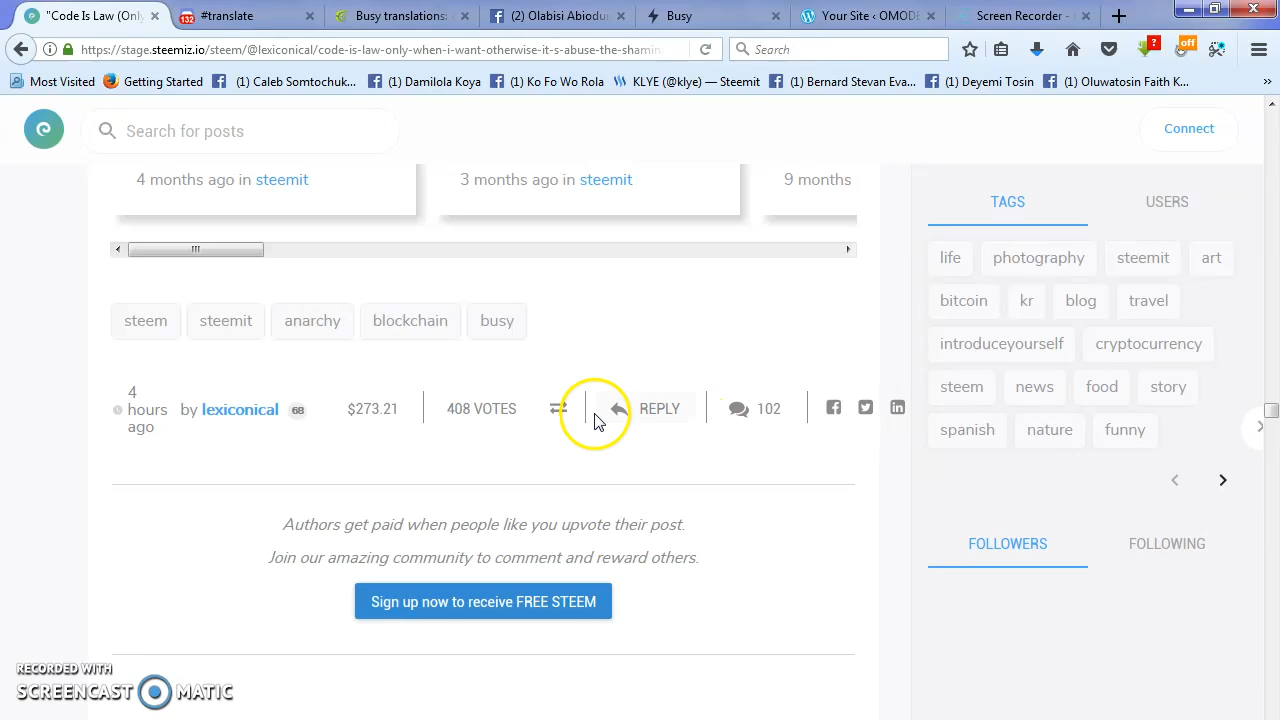 "Code Is Law (Only
132
#translate
Busy translations:
(2) Olabisi Abiodun
Busy
Your Site ‹ OMODE
Screen Recorder -
https://stage.steemiz.io/steem/@lexiconical/code-is-law-only-when-i-want-otherwise-it-s-abuse-the-shamin
Search
?
off
Most Visited
Getting Started
(1) Caleb Somtochuk...
(1) Damilola Koya
(1) Ko Fo Wo Rola
KLYE (@klye) — Steemit
(1) Bernard Stevan Eva...
(1) Deyemi Tosin
(1) Oluwatosin Faith K...
Search for posts
Connect
4 months ago in steemit
3 months ago in steemit
9 months
TAGS
USERS
life
photography
steemit
art
bitcoin
kr
blog
travel
introduceyourself
cryptocurrency
steem
news
food
story
spanish
nature
funny
FOLLOWERS
FOLLOWING
steem
steemit
anarchy
blockchain
busy
4
hours
ago
by lexiconical 68
$273.21
408 VOTES
REPLY
102
Authors get paid when people like you upvote their post.
Join our amazing community to comment and reward others.
Sign up now to receive FREE STEEM
RECORDED WITH
SCREENCAST MATIC